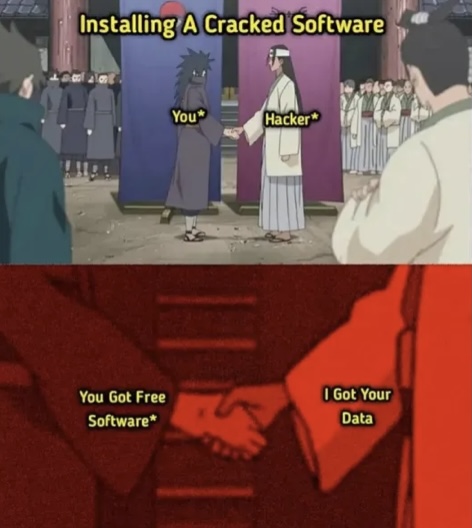 Installing A Cracked Software
You*
Hacker*
You Got Free
Software*
I Got Your
Data